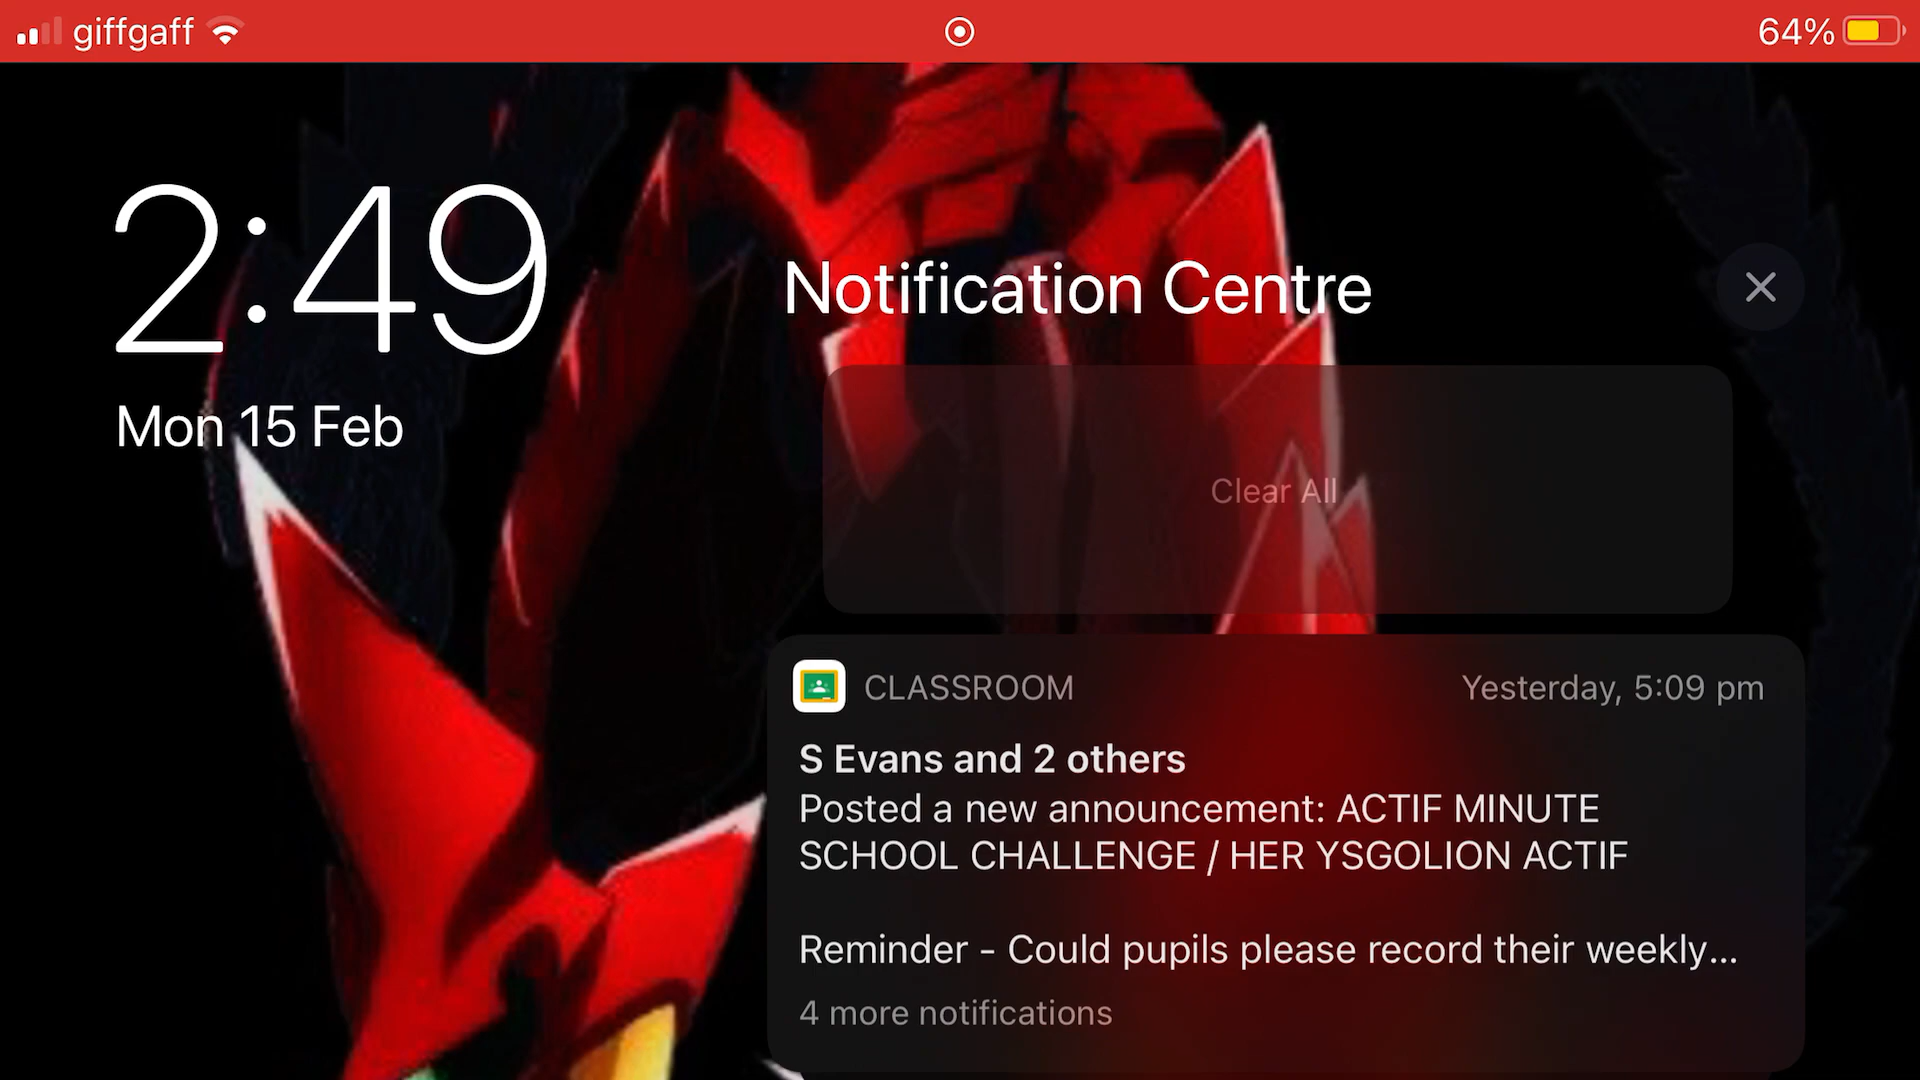 giffgaff
64%
2:49
Mon 15 Feb
Notification Centre
Clear All
CLASSROOM
Yesterday, 5:09 pm
S Evans and 2 others
Posted a new announcement: ACTIF MINUTE
SCHOOL CHALLENGE / HER YSGOLION ACTIF
Reminder - Could pupils please record their weekly...
4 more notifications